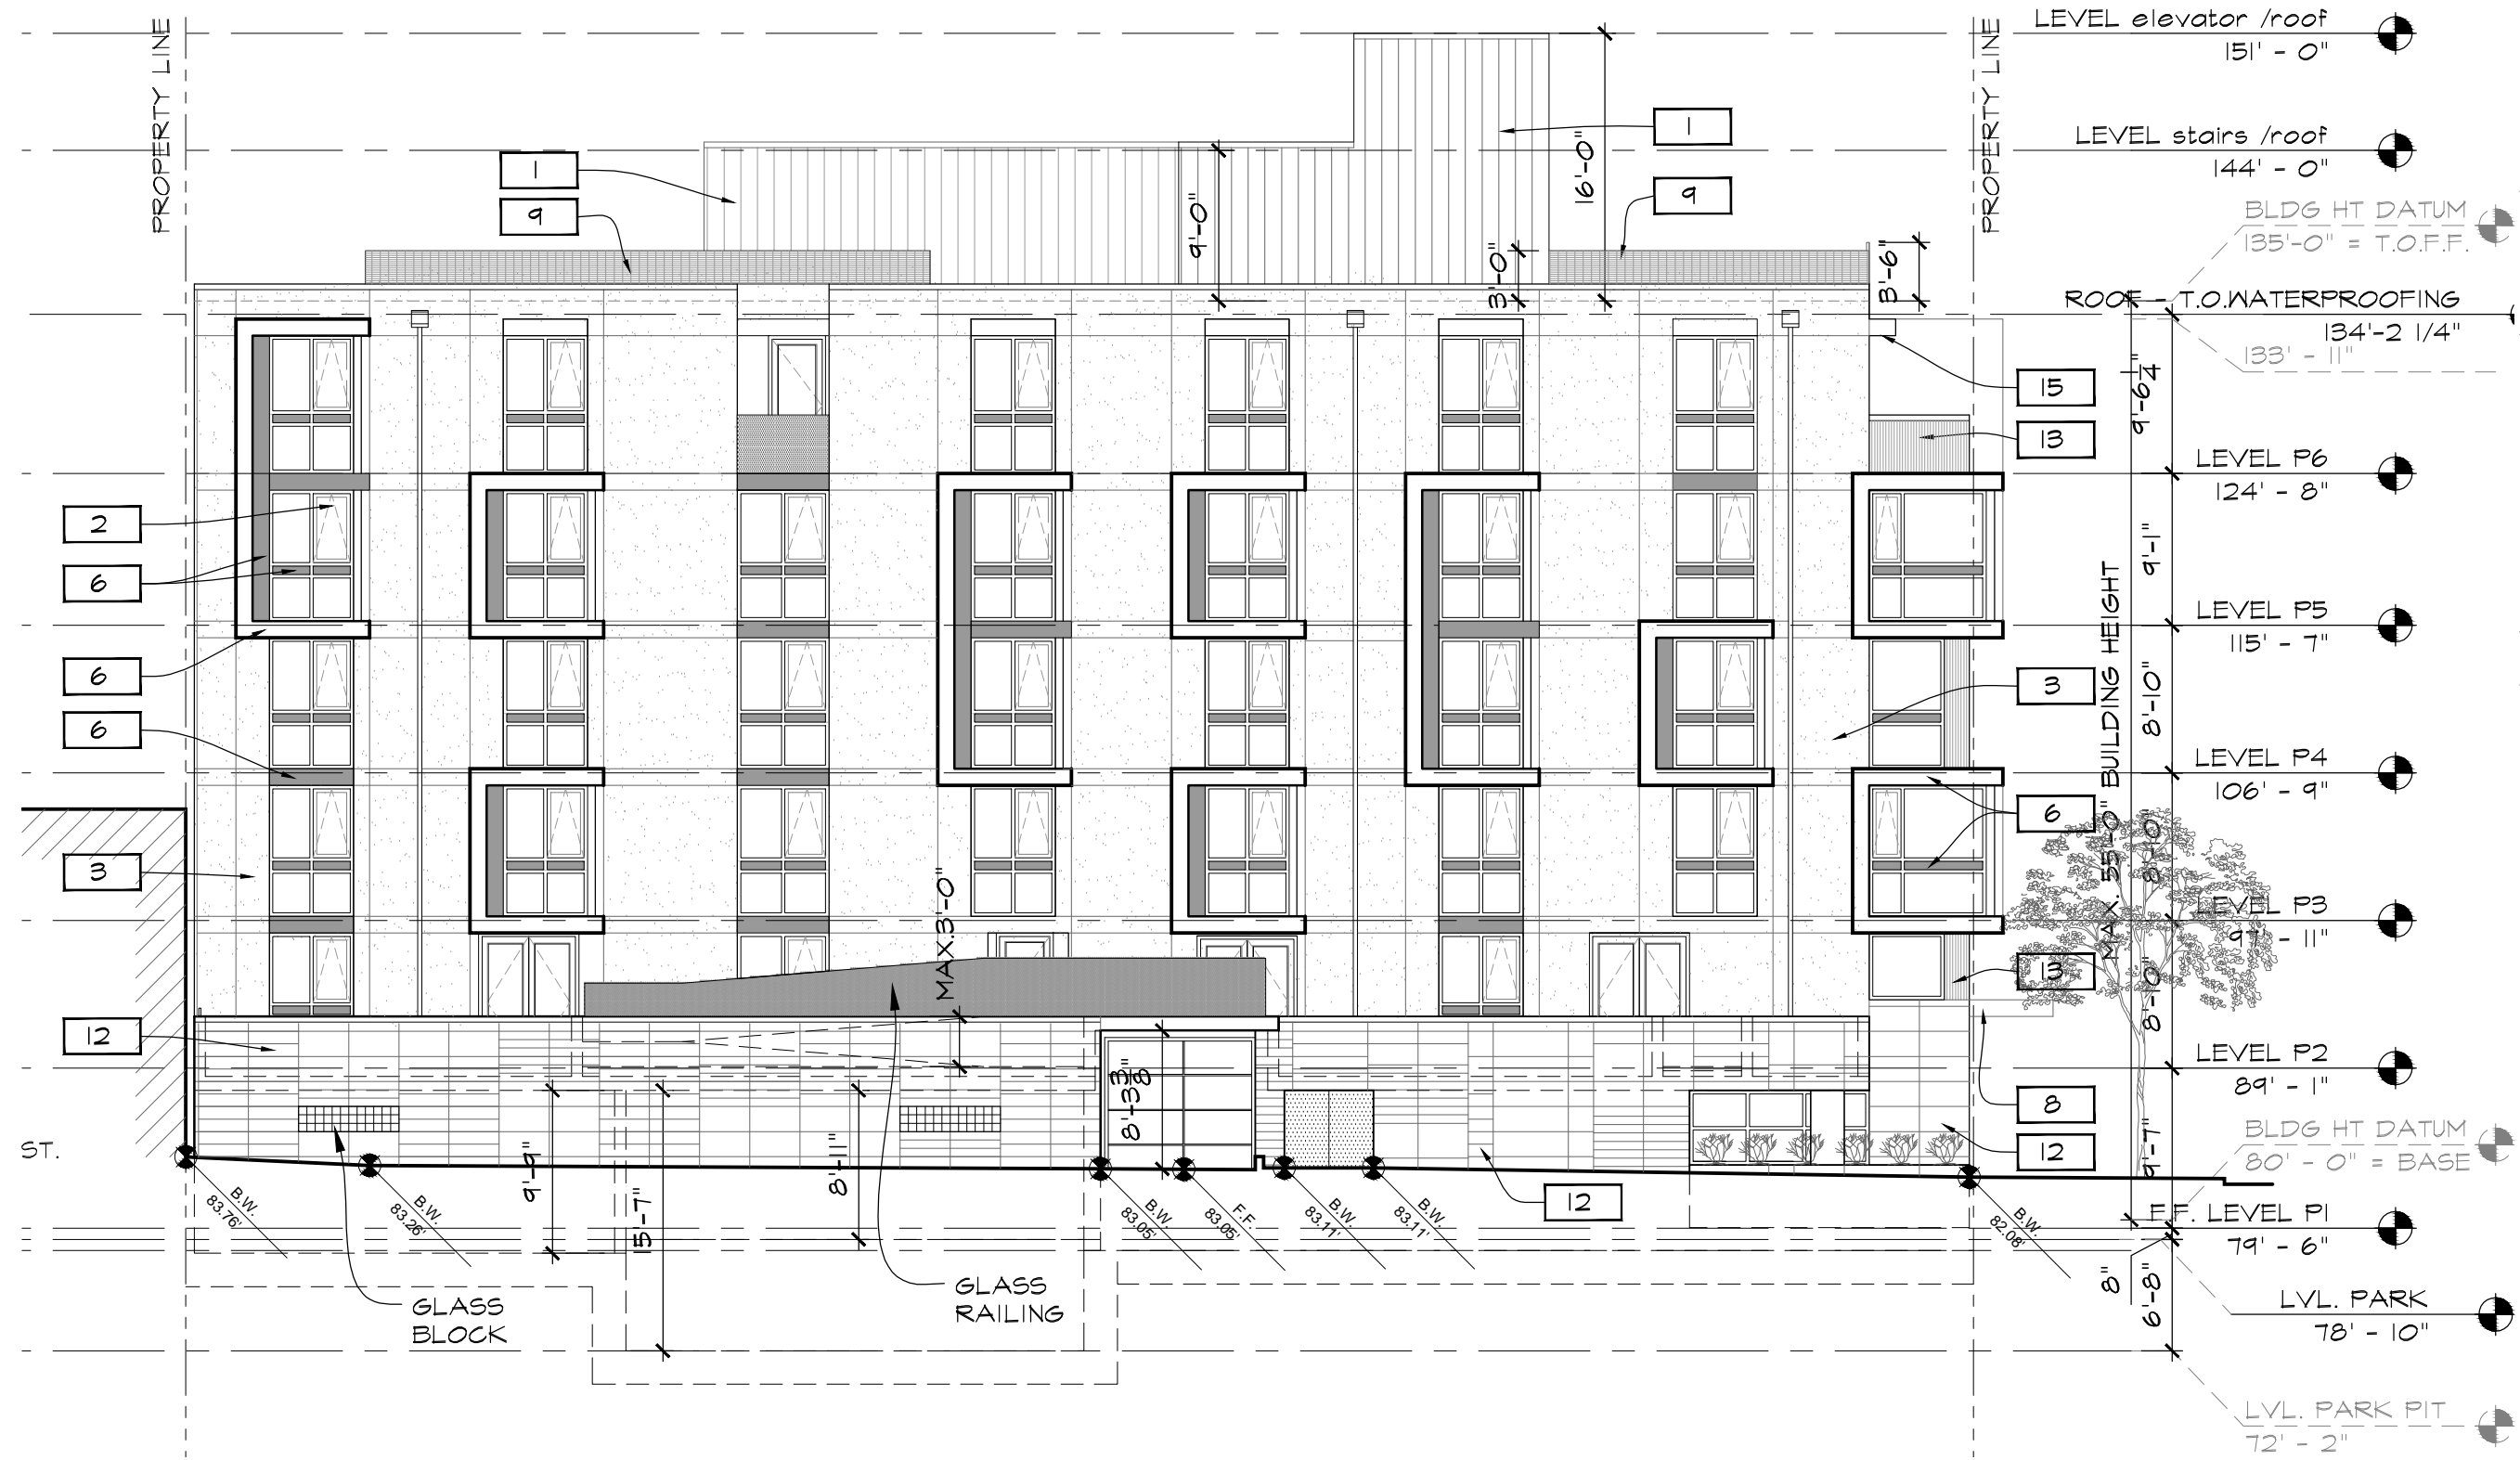 PROPERTY LINE
PROPERTY LINE
LEVEL elevator /roof
151' - 0"
LEVEL stairs /roof
144' - 0"
BLDG HT DATUM
135'-0" = T.O.F.F.
ROOF - T.O.WATERPROOFING
134'-2 1/4"
133' - 11"
1
9
1
9
9'-0"
16'-0"
3'-0"
3'-6"
15
13
9'-6 1/4"
LEVEL P6
124' - 8"
2
6
9'-1"
LEVEL P5
115' - 7"
6
6
3
8'-10"
MAX. 55'-0" BUILDING HEIGHT
LEVEL P4
106' - 9"
6
3
8'-10"
MAX.3'-0"
LEVEL P3
97' - 11"
13
12
8'-10"
LEVEL P2
89' - 1"
8'-3 3/8"
8
12
BLDG HT DATUM
80' - 0" = BASE
ST.
9'-9"
15'-7"
8'-11"
12
9'-7"
B.W.
83.76'
B.W.
83.26'
B.W.
83.05'
F.F.
83.05'
B.W.
83.11'
B.W.
83.11'
B.W.
82.08'
F.F. LEVEL P1
79' - 6"
8"
6'-8"
GLASS
BLOCK
GLASS
RAILING
LVL. PARK
78' - 10"
LVL. PARK PIT
72' - 2"